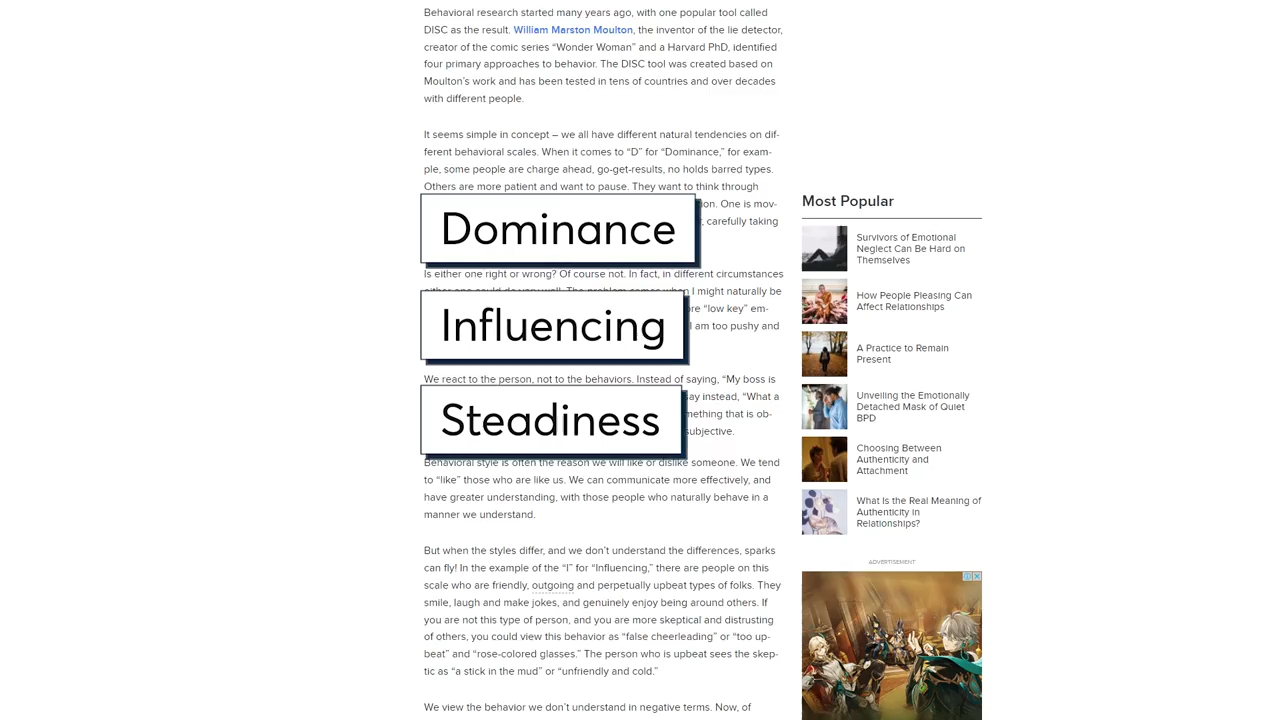 Behavioral research started many years ago, with one popular tool called
DISC as the result. William Marston Moulton, the inventor of the lie detector,
creator of the comic series “Wonder Woman” and a Harvard PhD, identified
four primary approaches to behavior. The DISC tool was created based on
Moulton’s work and has been tested in tens of countries and over decades
with different people.
It seems simple in concept – we all have different natural tendencies on dif-
ferent behavioral scales. When it comes to “D” for “Dominance,” for exam-
ple, some people are charge ahead, go-get-results, no holds barred types.
Others are more patient and want to pause. They want to think through
One is mov-
carefully taking
Dominance
Is either one right or wrong? Of course not. In fact, in different circumstances
I might naturally be
“low key” em-
Influencing
I am too pushy and
We react to the person, not to the behaviors. Instead of saying, “My boss is
say instead, “What a
that is ob-
Steadiness
subjective.
Behavioral style is often the reason we will like or dislike someone. We tend
to “like” those who are like us. We can communicate more effectively, and
have greater understanding, with those people who naturally behave in a
manner we understand.
But when the styles differ, and we don’t understand the differences, sparks
can fly! In the example of the “I” for “Influencing,” there are people on this
scale who are friendly, outgoing and perpetually upbeat types of folks. They
smile, laugh and make jokes, and genuinely enjoy being around others. If
you are not this type of person, and you are more skeptical and distrusting
of others, you could view this behavior as “false cheerleading” or “too up-
beat” and “rose-colored glasses.” The person who is upbeat sees the skep-
tic as “a stick in the mud” or “unfriendly and cold.”
We view the behavior we don’t understand in negative terms. Now, of
Most Popular
Survivors of Emotional
Neglect Can Be Hard on
Themselves
How People Pleasing Can
Affect Relationships
A Practice to Remain
Present
Unveiling the Emotionally
Detached Mask of Quiet
BPD
Choosing Between
Authenticity and
Attachment
What Is the Real Meaning of
Authenticity in
Relationships?
ADVERTISEMENT